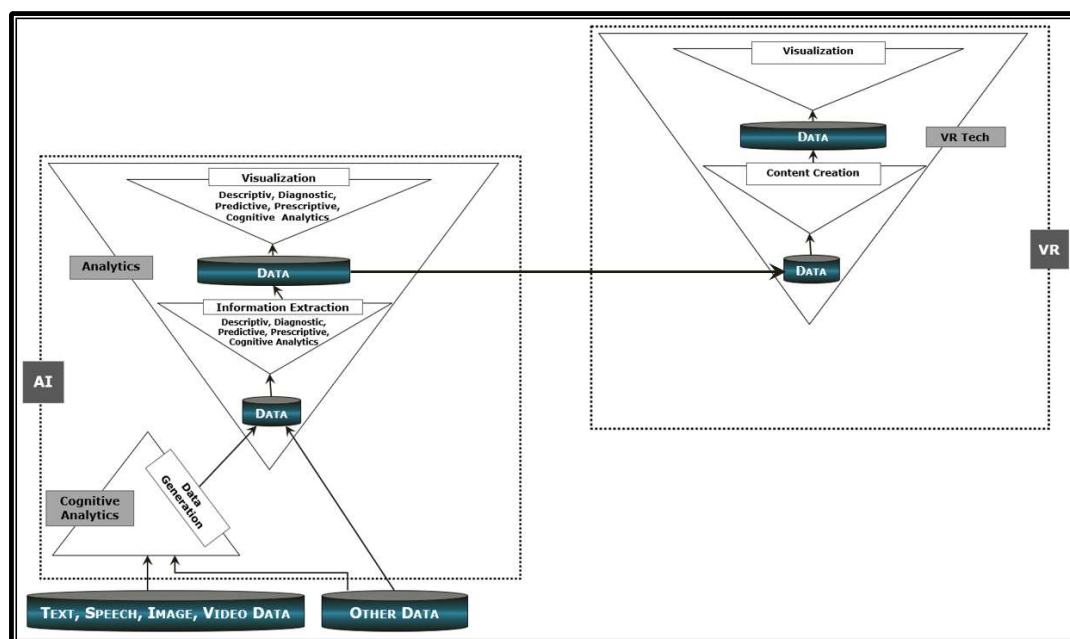 Visualization
DATA
VR Tech
Content Creation
DATA
VR
Visualization
Descriptiv, Diagnostic,
Predictive, Prescriptive,
Cognitive Analytics
Analytics
DATA
Information Extraction
Descriptiv, Diagnostic,
Predictive, Prescriptive,
Cognitive Analytics
AI
DATA
Data
Generation
Cognitive
Analytics
TEXT, SPEECH, IMAGE, VIDEO DATA
OTHER DATA